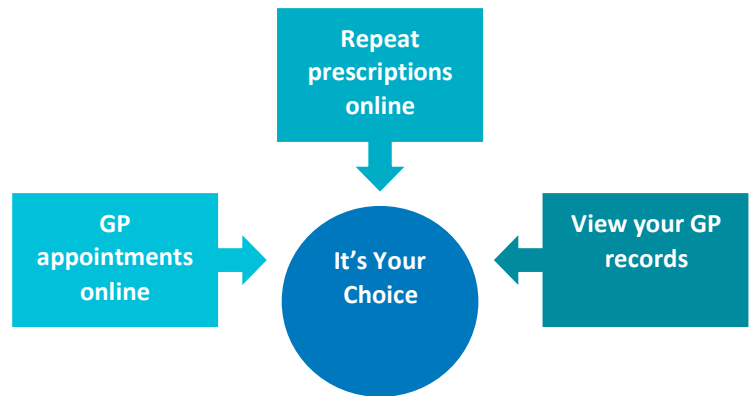 Repeat
prescriptions
online
GP
appointments
online
It’s Your
Choice
View your GP
records